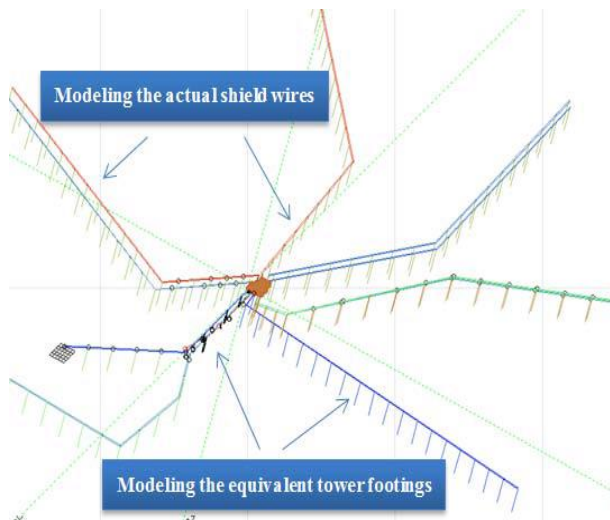 Modeling the actual shield wires
Modeling the equivalent tower footings